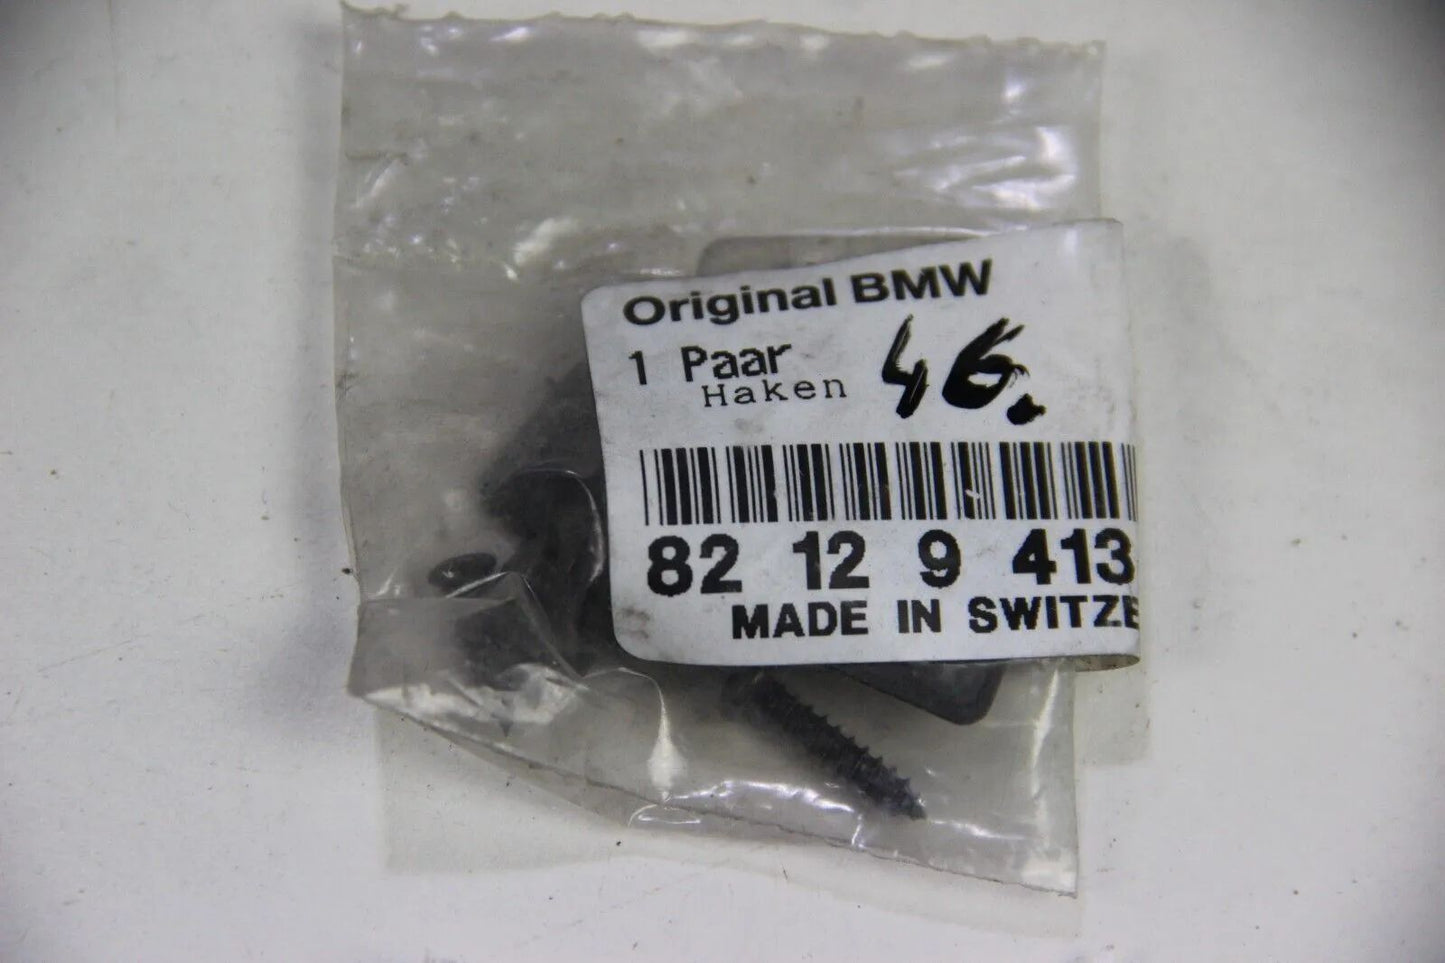 Original BMW
1 Paar 46.
Haken
82 12 9 413
MADE IN SWITZE